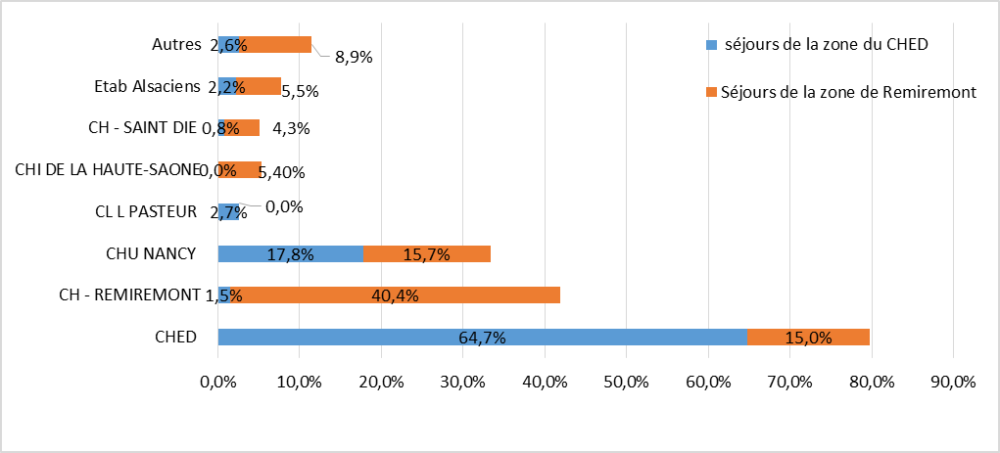 Autres 2,6% 8,9%
Etab Alsaciens 2,2% 5,5%
CH - SAINT DIE 0,8% 4,3%
CHI DE LA HAUTE-SAONE 0,0% 5,40%
CL L PASTEUR 2,7% 0,0%
CHU NANCY 17,8% 15,7%
CH - REMIREMONT 1,5% 40,4%
CHED 64,7% 15,0%
0,0% 10,0% 20,0% 30,0% 40,0% 50,0% 60,0% 70,0% 80,0% 90,0%
séjours de la zone du CHED
Séjours de la zone de Remiremont